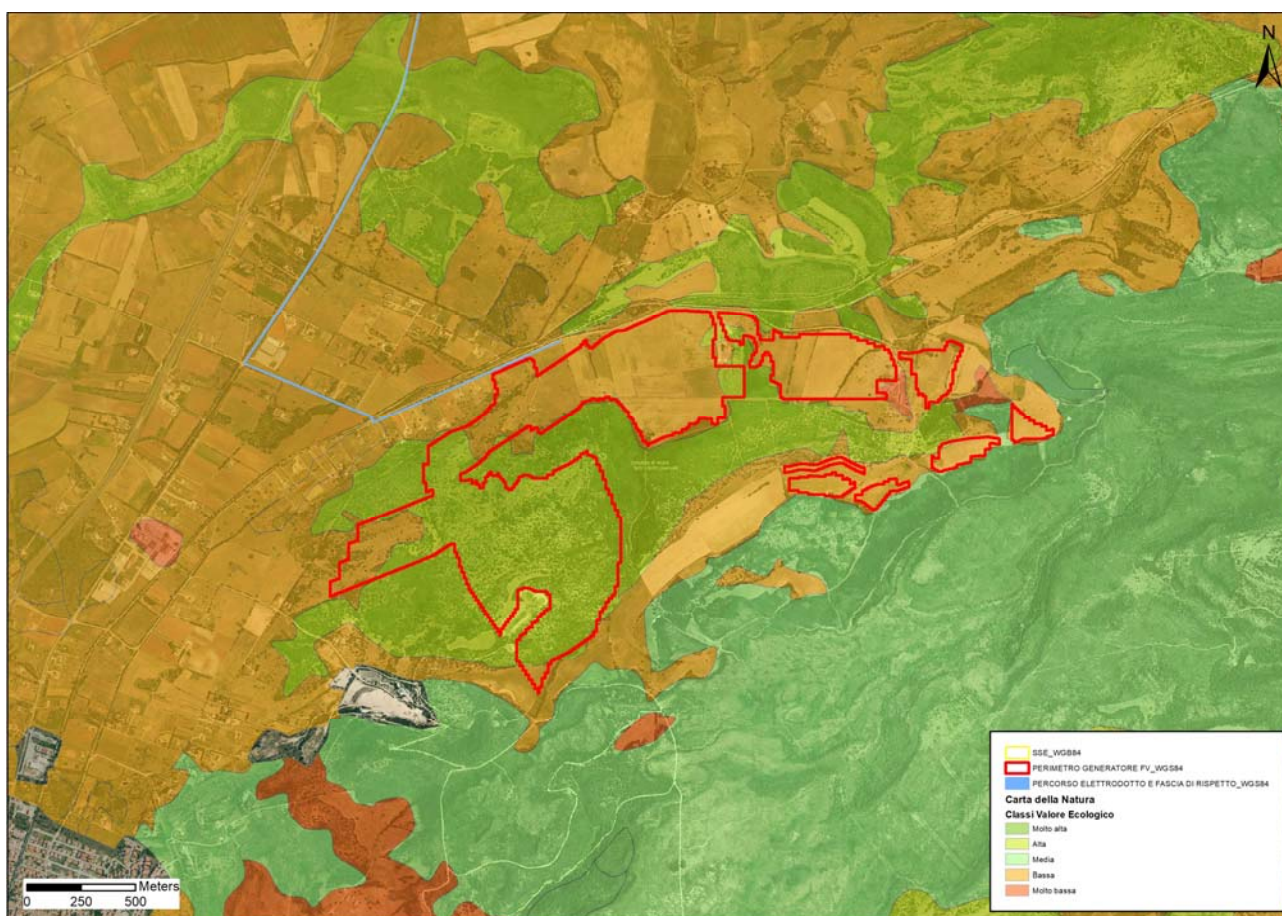 N
SSE_WGB84
PERIMETRO GENERATORE FV_WGS84
PERCORSO ELETTRODOTTO E FASCIA DI RISPETTO_WGS84
Carta della Natura
Classi Valore Ecologico
Molto alta
Alta
Media
Bassa
Molto bassa
Meters
0 250 500